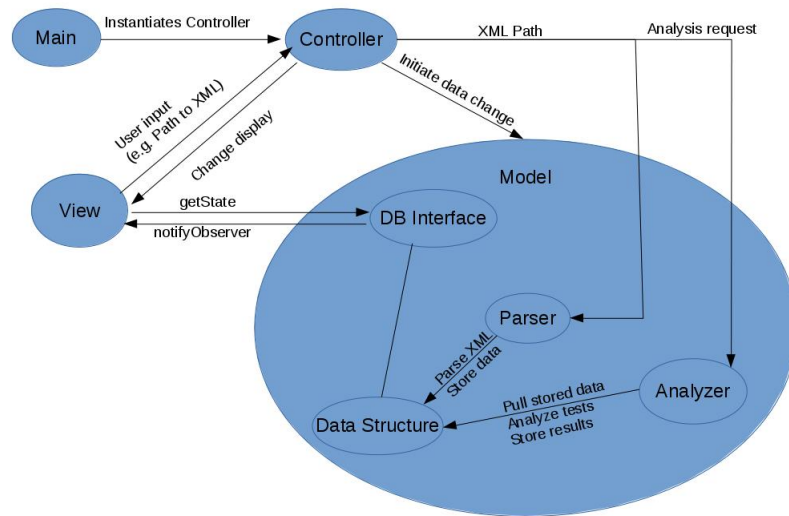 Main
Instantiates Controller
Controller
XML Path
Analysis request
Initiate data change
User input
(e.g. Path to XML)
Change display
Model
View
getState
notifyObserver
DB Interface
Parser
Parse XML
Store data
Analyzer
Pull stored data
Analyze tests
Store results
Data Structure